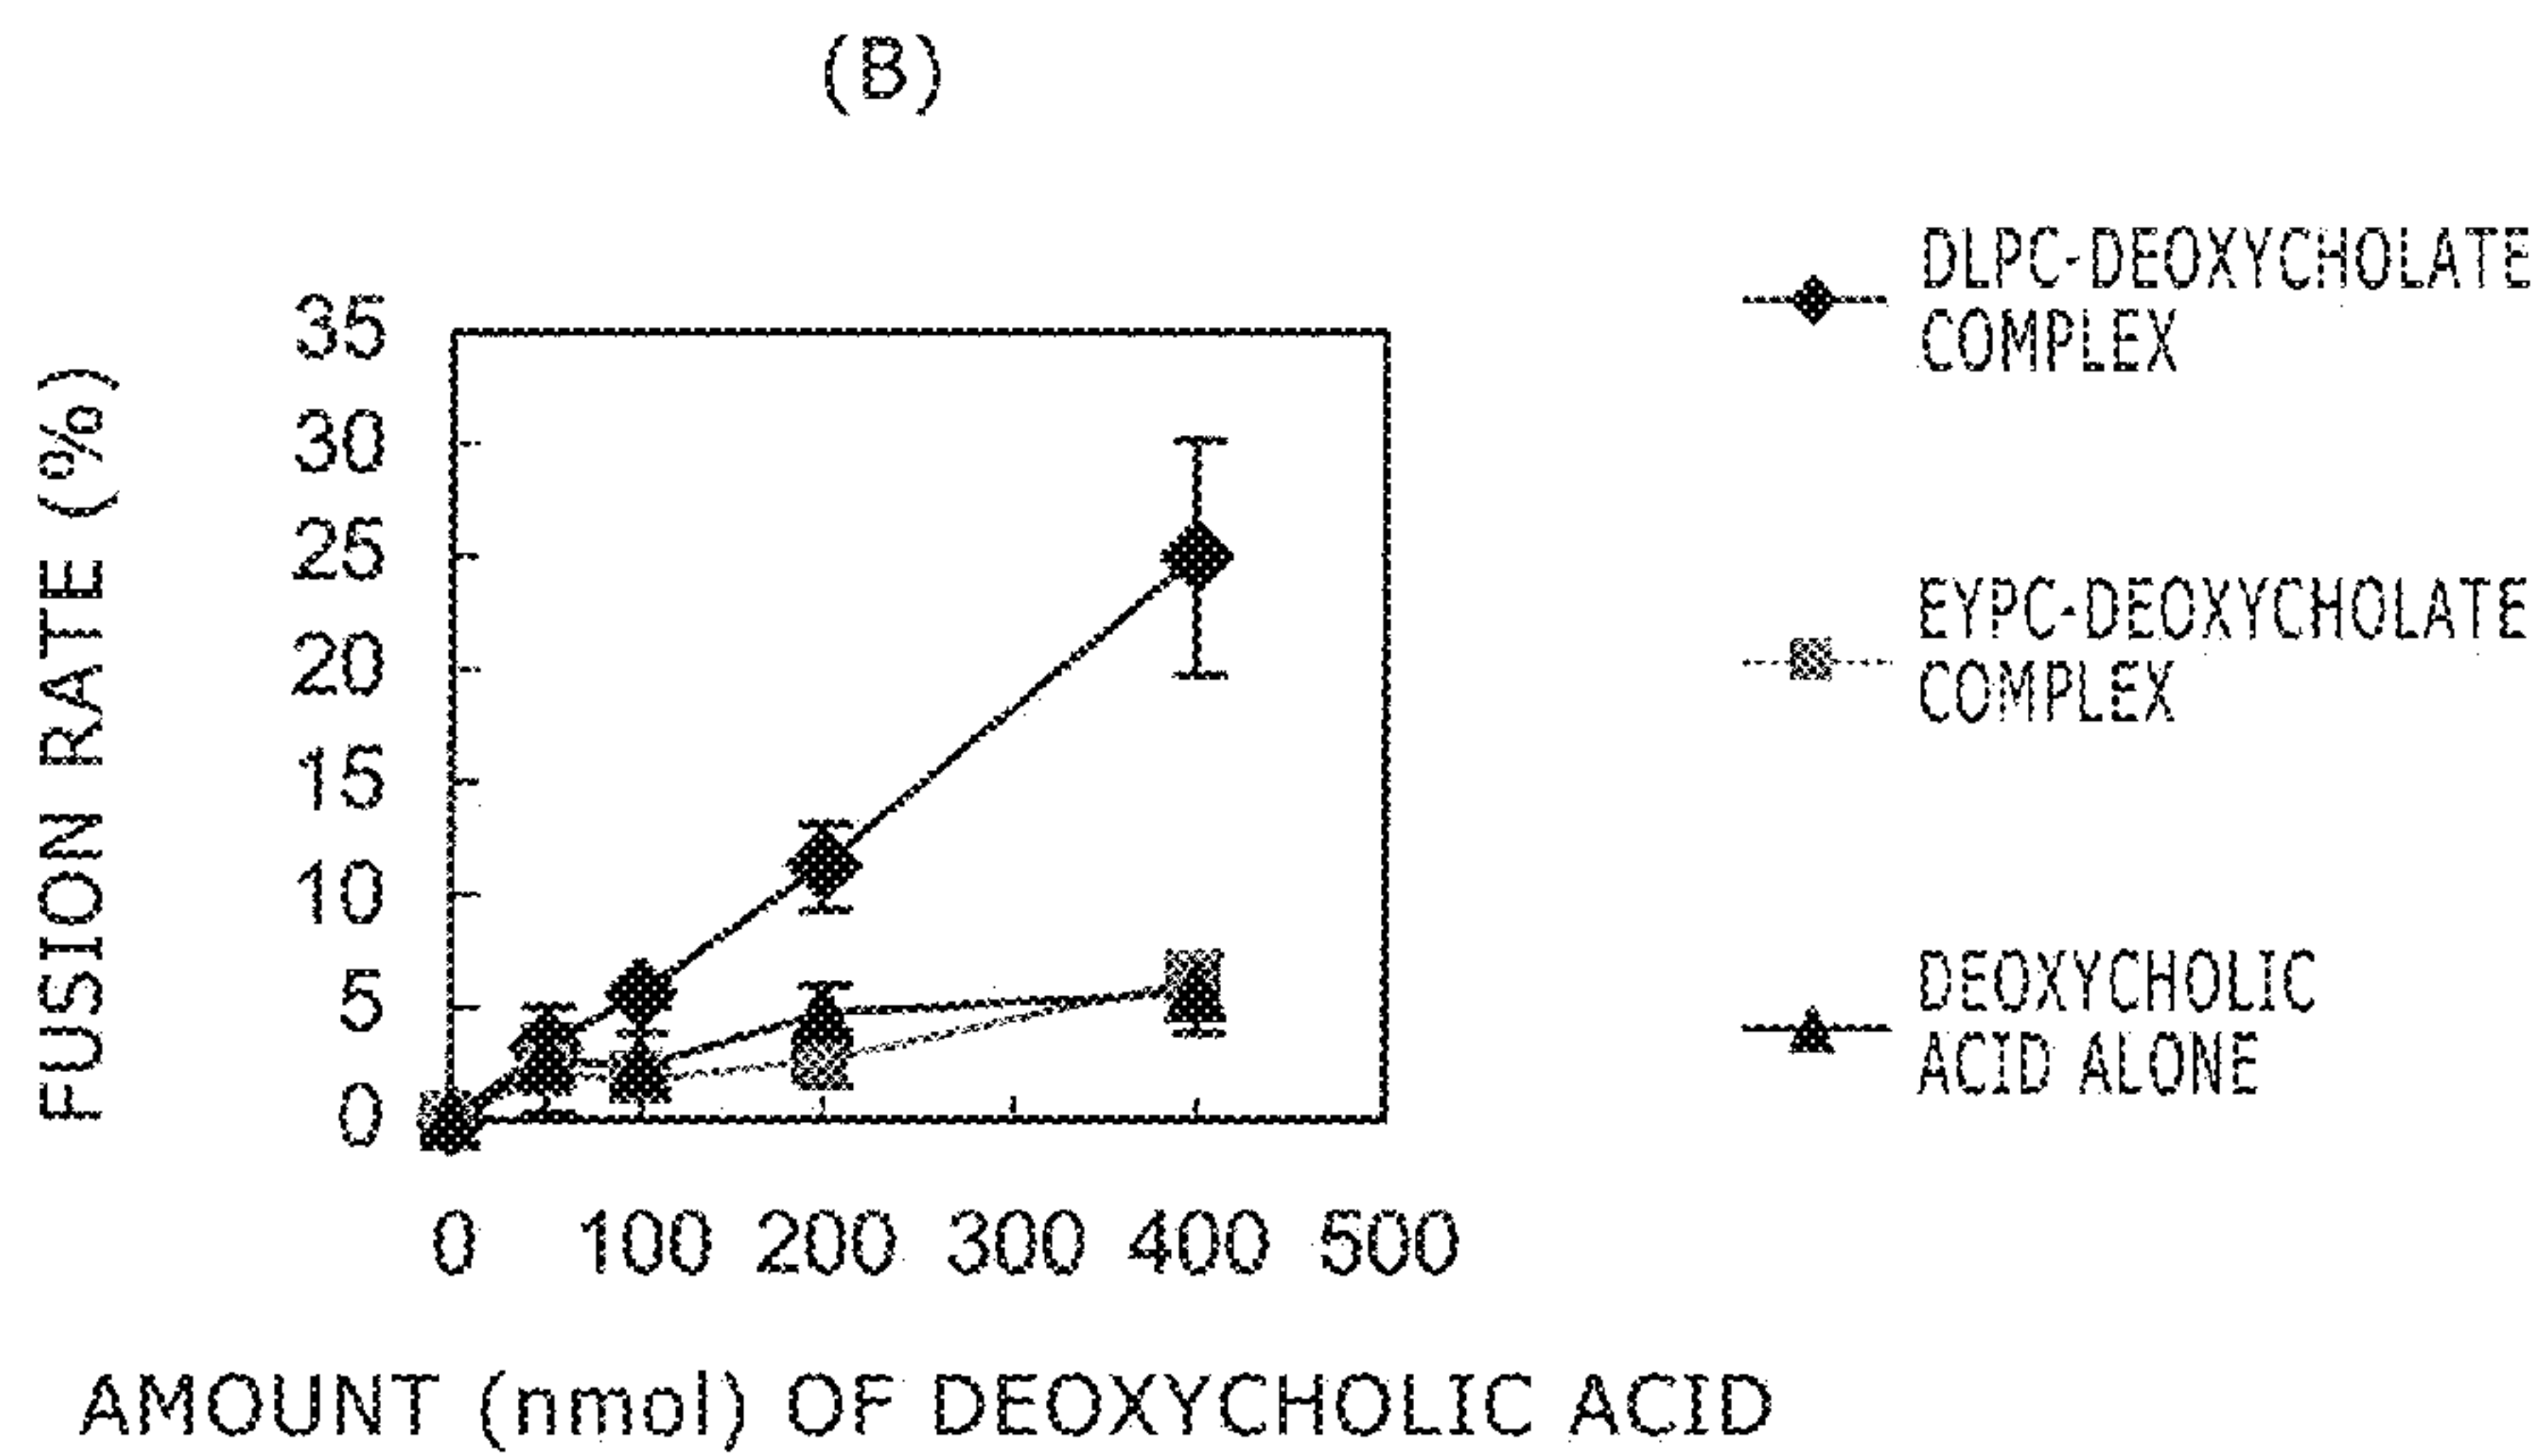 (B)
FUSION RATE (%)
35
30
25
20
15
10
5
0
0 100 200 300 400 500
AMOUNT (nmol) OF DEOXYCHOLIC ACID
DLPC-DEOXYCHOLATE
COMPLEX
EYPC-DEOXYCHOLATE
COMPLEX
DEOXYCHOLIC
ACID ALONE